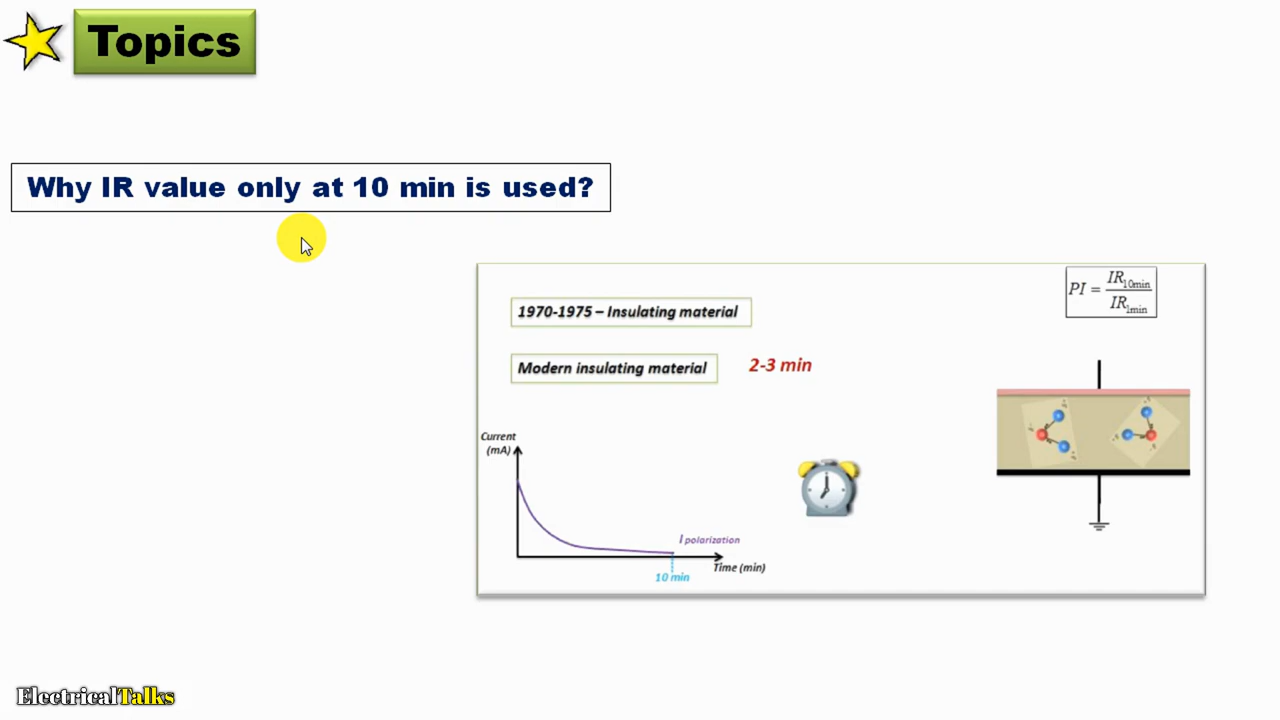 Topics
Why IR value only at 10 min is used?
PI = IR10min / IR1min
1970-1975 – Insulating material
Modern insulating material
2-3 min
Current
(mA)
I polarization
Time (min)
10 min
ElectricalTalks